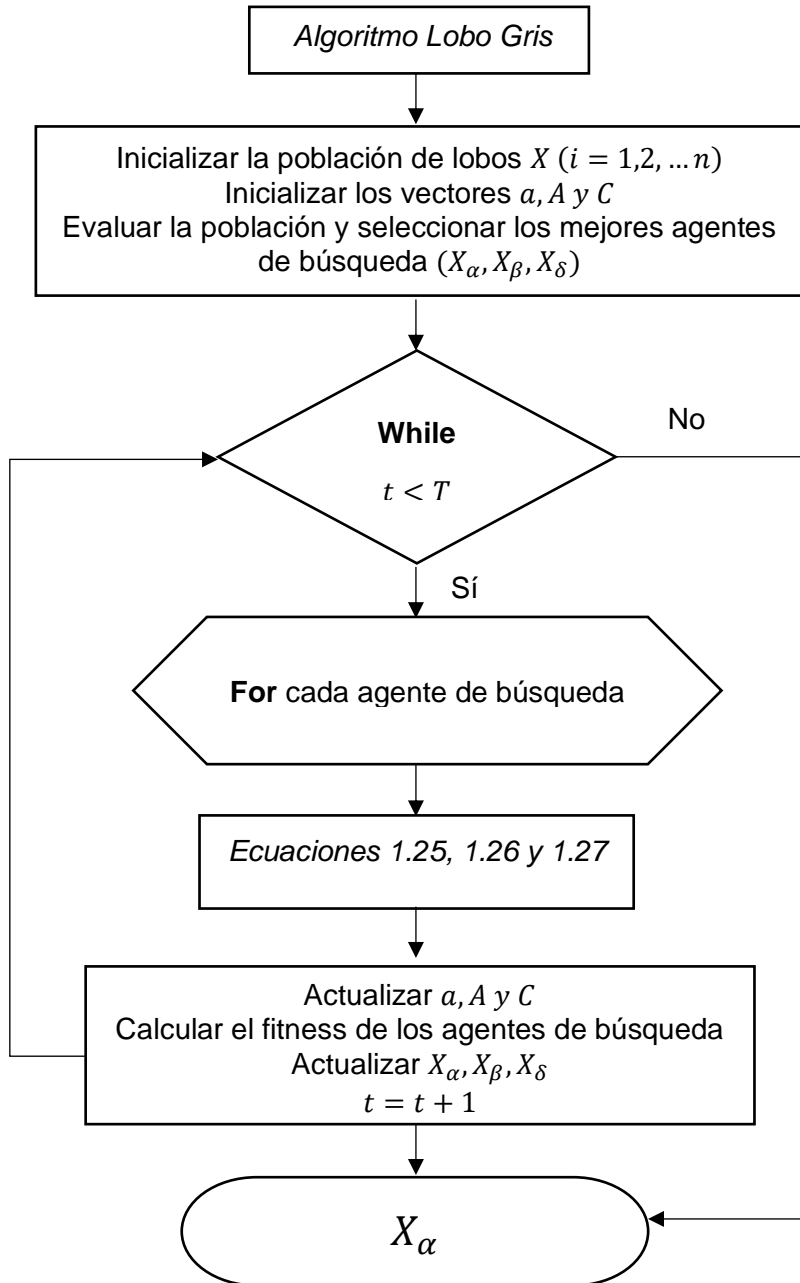 Algoritmo Lobo Gris
Inicializar la población de lobos X (i = 1,2, … n)
Inicializar los vectores a, A y C
Evaluar la población y seleccionar los mejores agentes
de búsqueda (Xα, Xβ, Xδ)
While
t < T
No
Sí
For cada agente de búsqueda
Ecuaciones 1.25, 1.26 y 1.27
Actualizar a, A y C
Calcular el fitness de los agentes de búsqueda
Actualizar Xα, Xβ, Xδ
t = t + 1
Xα